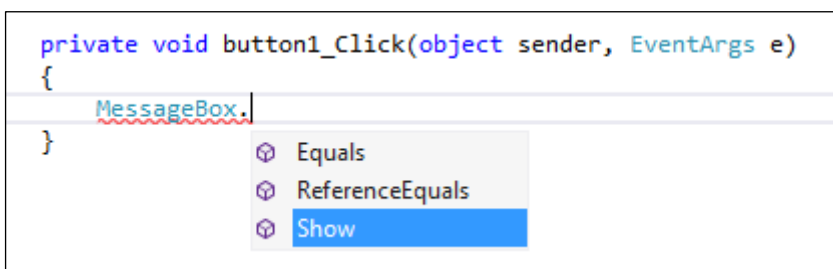 private void button1_Click(object sender, EventArgs e)
{
MessageBox.
}
Equals
ReferenceEquals
Show